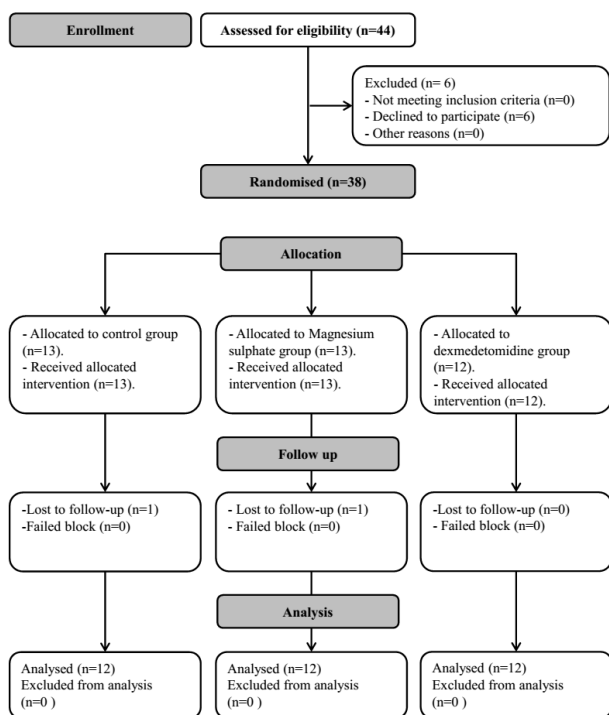 Enrollment
Assessed for eligibility (n=44)
Excluded (n= 6)
- Not meeting inclusion criteria (n=0)
- Declined to participate (n=6)
- Other reasons (n=0)
Randomised (n=38)
Allocation
- Allocated to control group
(n=13).
- Received allocated
intervention (n=13).
- Allocated to Magnesium
sulphate group (n=13).
- Received allocated
intervention (n=13).
- Allocated to
dexmedetomidine group
(n=12).
- Received allocated
intervention (n=12).
Follow up
-Lost to follow-up (n=1)
-Failed block (n=0)
- Lost to follow-up (n=1)
- Failed block (n=0)
-Lost to follow-up (n=0)
- Failed block (n=0)
Analysis
Analysed (n=12)
Excluded from analysis
(n=0 )
Analysed (n=12)
Excluded from analysis
(n=0 )
Analysed (n=12)
Excluded from analysis
(n=0 )